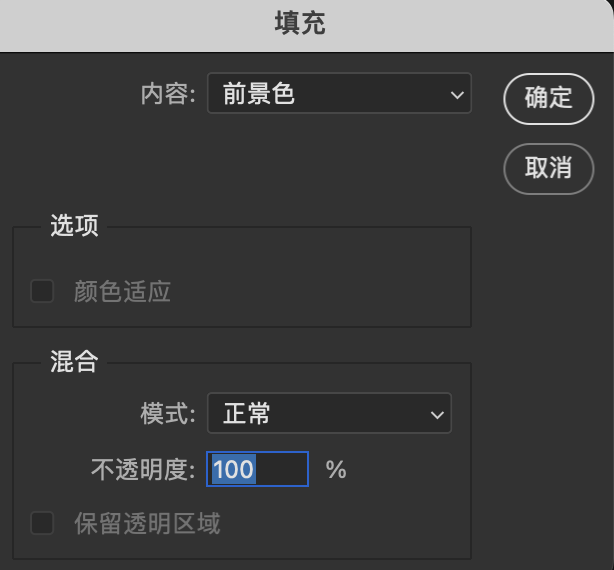 填充
内容: 前景色
确定
取消
选项
颜色适应
混合
模式: 正常
不透明度: 100 %
保留透明区域